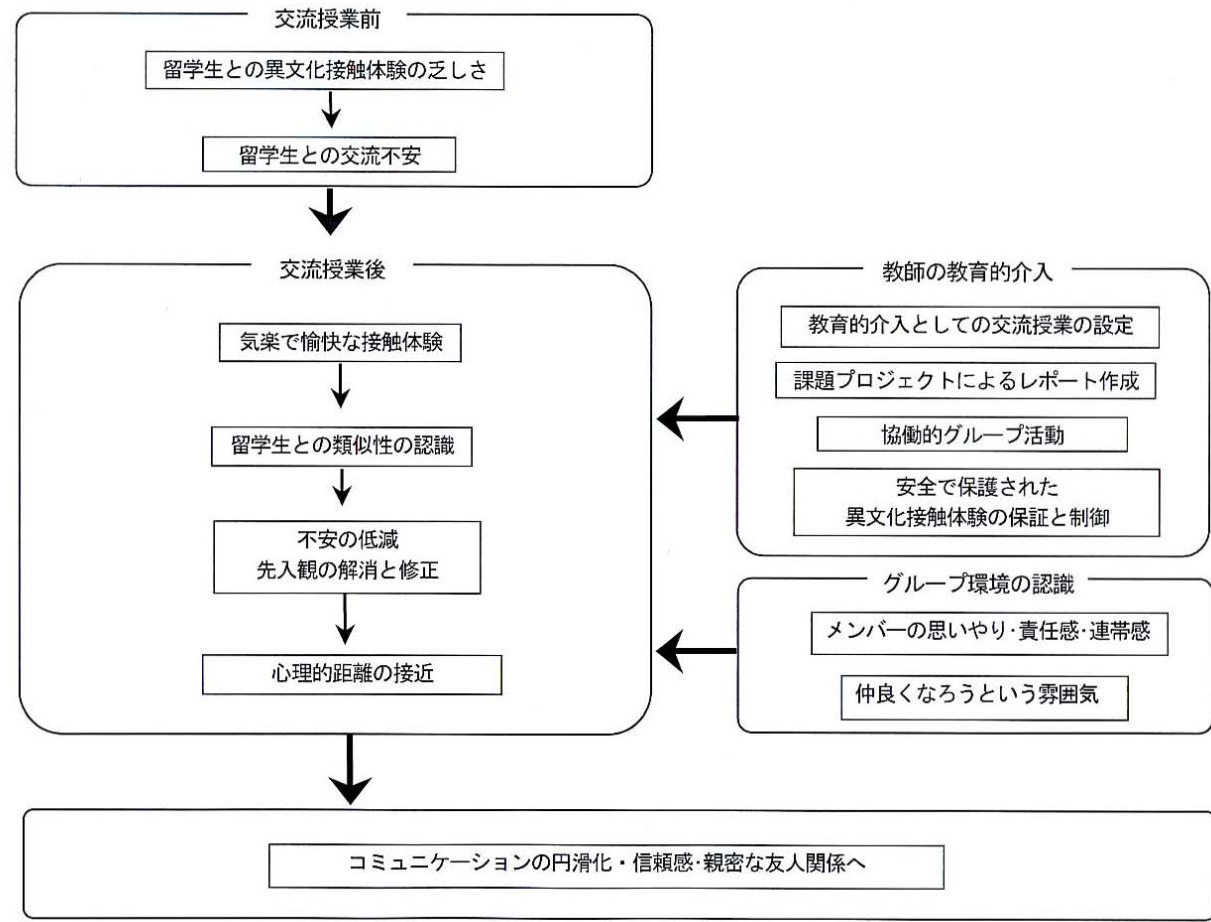 交流授業前
留学生との異文化接触体験の乏しさ
留学生との交流不安
交流授業後
気楽で愉快な接触体験
留学生との類似性の認識
不安の低減
先入観の解消と修正
心理的距離の接近
教師の教育的介入
教育的介入としての交流授業の設定
課題プロジェクトによるレポート作成
協働的グループ活動
安全で保護された
異文化接触体験の保証と制御
グループ環境の認識
メンバーの思いやり・責任感・連帯感
仲良くなろうという雰囲気
コミュニケーションの円滑化・信頼感・親密な友人関係へ